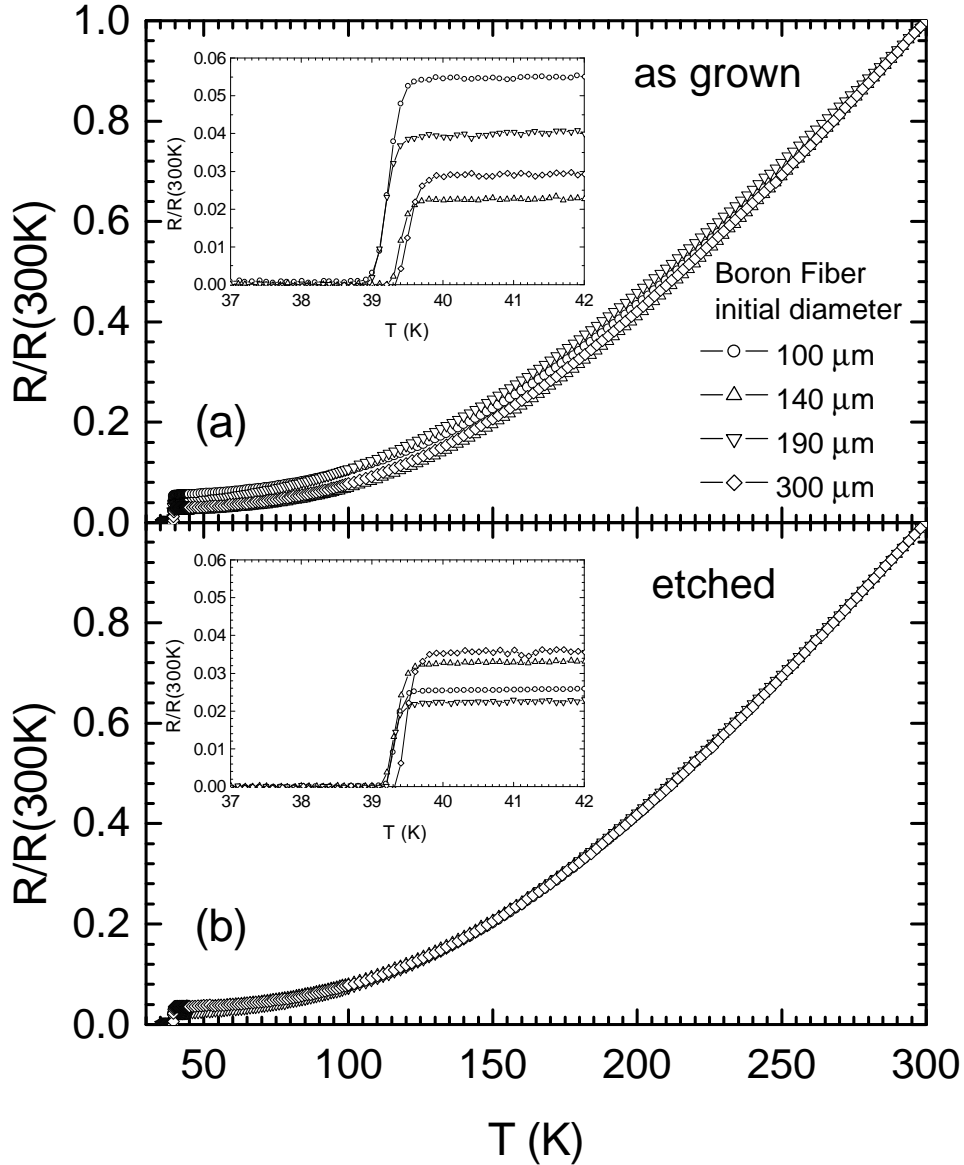 1.0
0.8
0.6
0.4
0.2
0.0
R/R(300K)
as grown
0.06
0.05
0.04
0.03
0.02
0.01
0.00
R/R(300K)
37
38
39
40
41
42
T (K)
Boron Fiber
initial diameter
100 μm
140 μm
190 μm
300 μm
(a)
0.8
0.6
0.4
0.2
0.0
R/R(300K)
etched
0.06
0.05
0.04
0.03
0.02
0.01
0.00
R/R(300K)
37
38
39
40
41
42
T (K)
(b)
50
100
150
200
250
300
T (K)